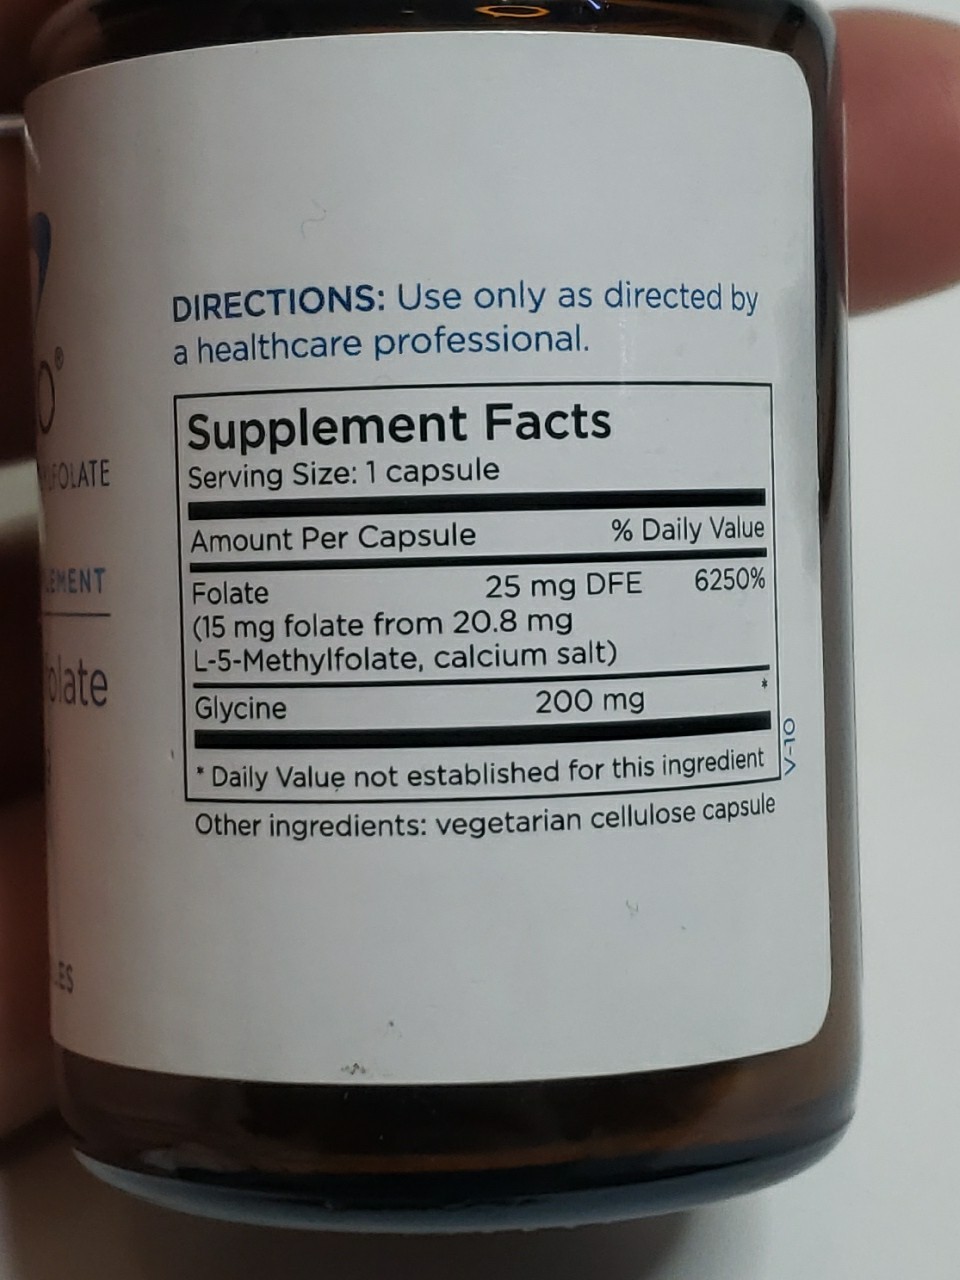 DIRECTIONS: Use only as directed by
a healthcare professional.
Supplement Facts
Serving Size: 1 capsule
Amount Per Capsule % Daily Value
Folate 25 mg DFE 6250%
(15 mg folate from 20.8 mg
L-5-Methylfolate, calcium salt)
Glycine 200 mg *
* Daily Value not established for this ingredient
Other ingredients: vegetarian cellulose capsule
V-10